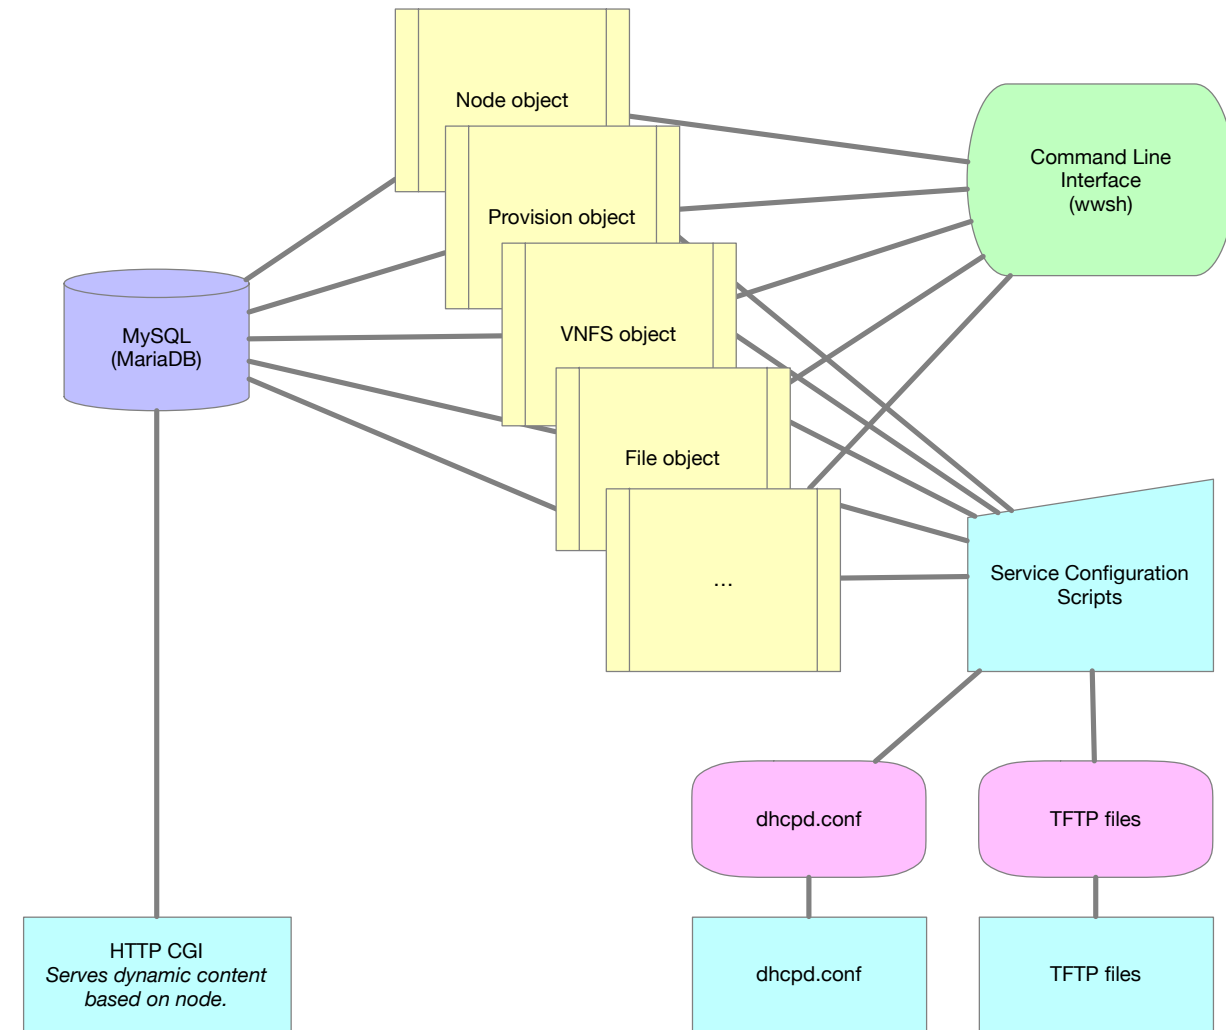 Node object
Command Line
Interface
(wwsh)
Provision object
MySQL
(MariaDB)
VNFS object
File object
...
Service Configuration
Scripts
dhcpd.conf
TFTP files
HTTP CGI
Serves dynamic content
based on node.
dhcpd.conf
TFTP files